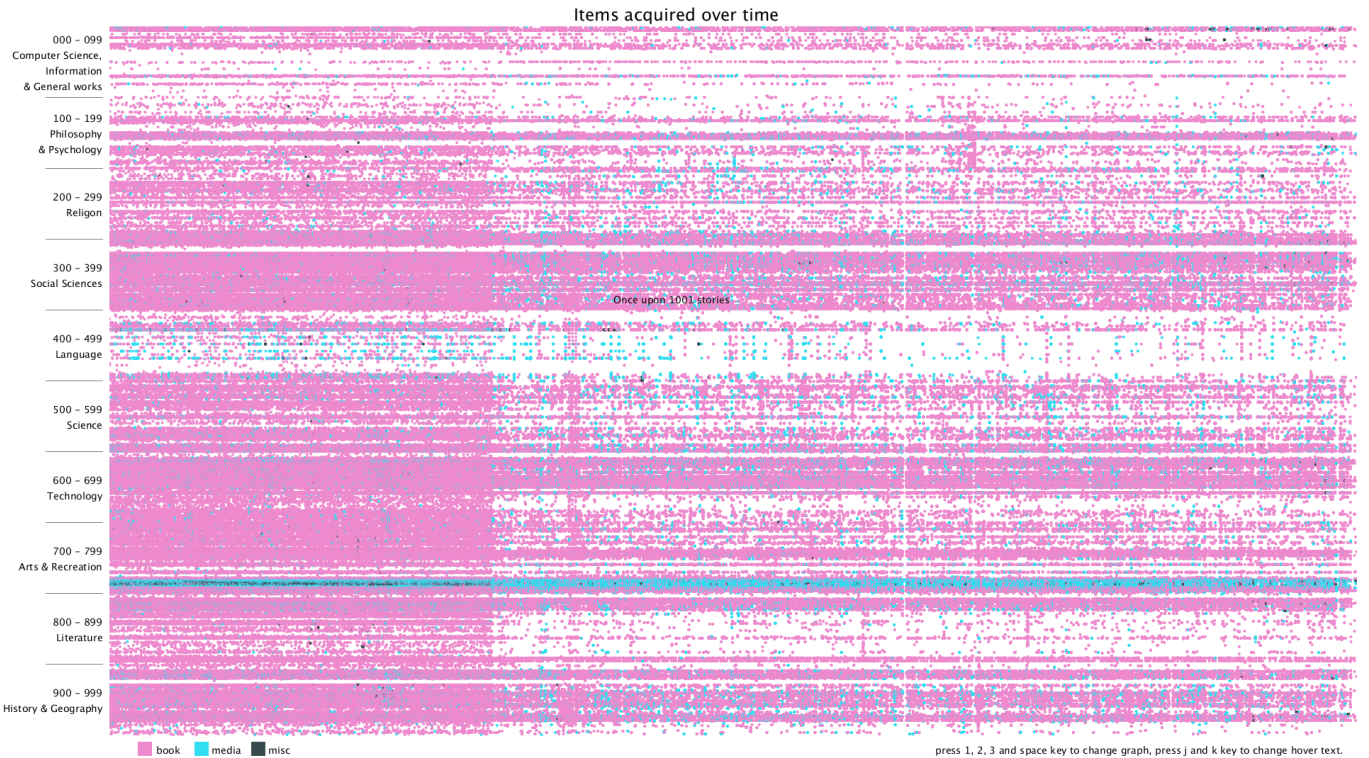 Items acquired over time
000 – 099
Computer Science,
Information
& General works
100 – 199
Philosophy
& Psychology
200 – 299
Religon
300 – 399
Social Sciences
Once upon 1001 stories
400 – 499
Language
500 – 599
Science
600 – 699
Technology
700 – 799
Arts & Recreation
800 – 899
Literature
900 – 999
History & Geography
book media misc
press 1, 2, 3 and space key to change graph, press j and k key to change hover text.